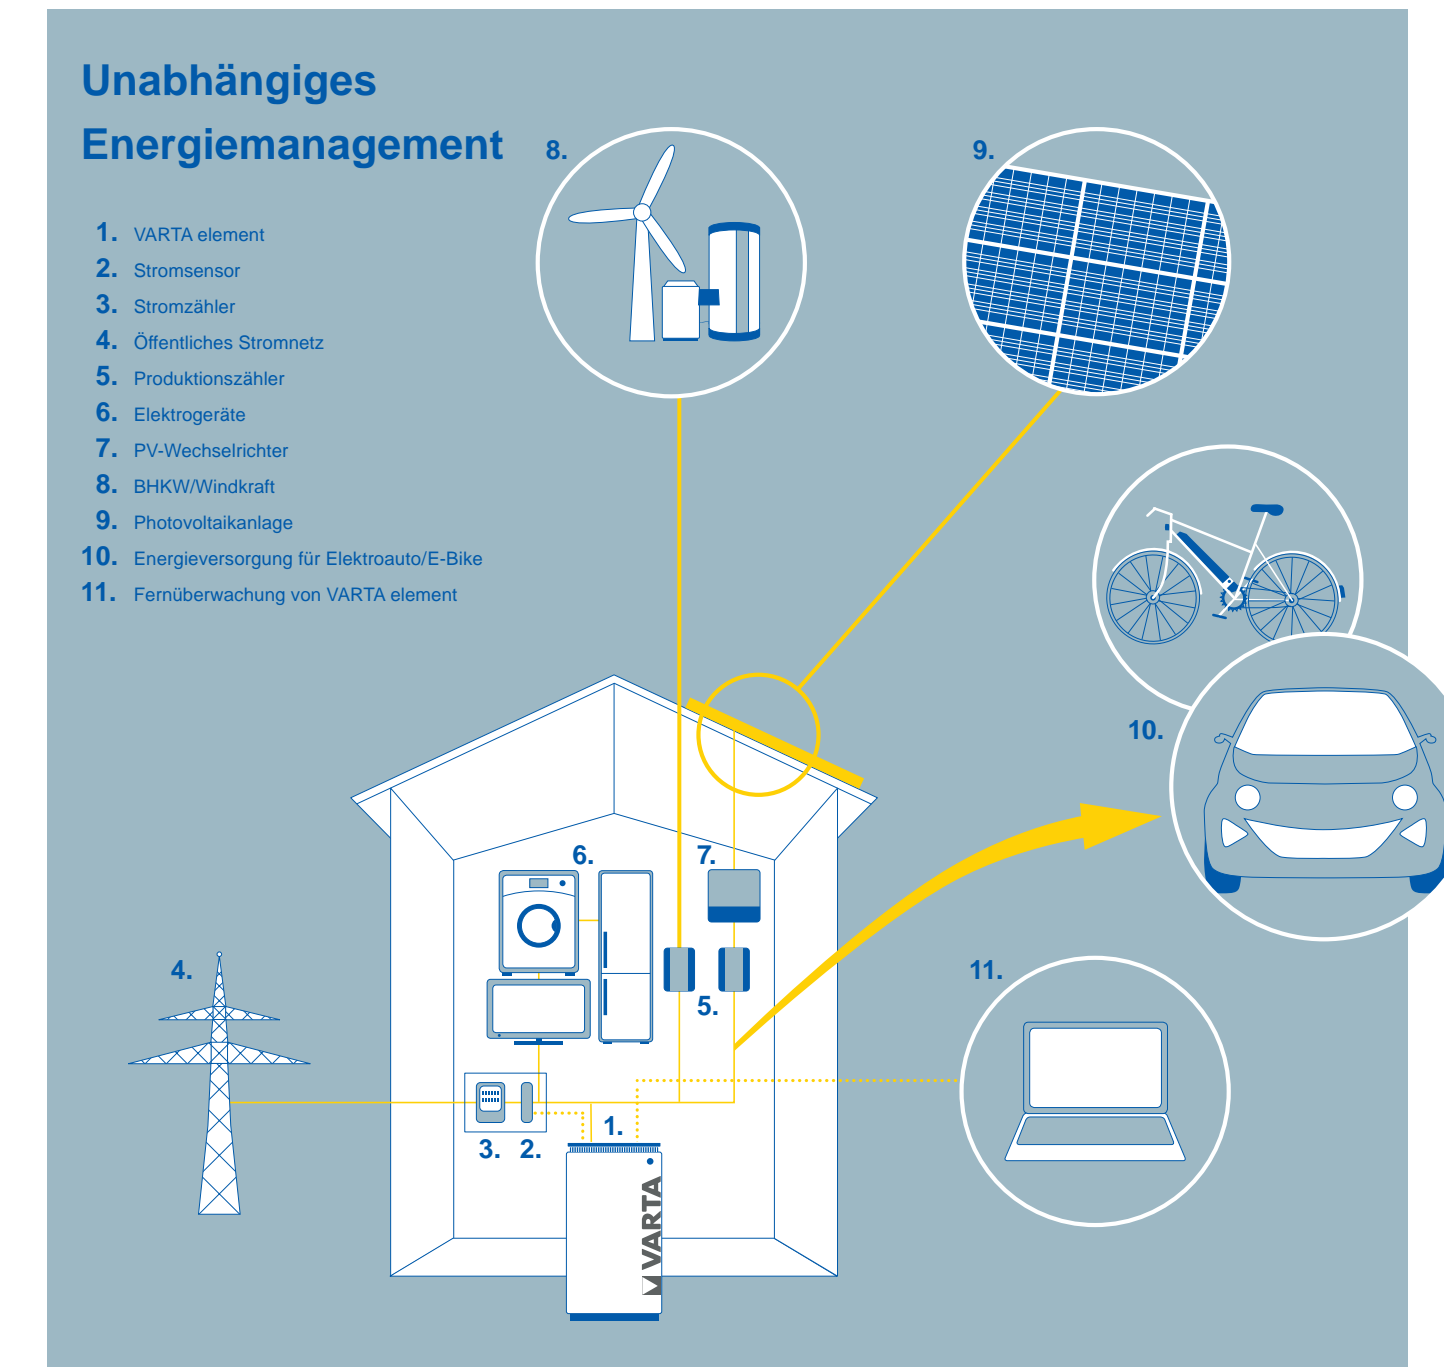 Unabhängiges
Energiemanagement
1. VARTA element
2. Stromsensor
3. Stromzähler
4. Öffentliches Stromnetz
5. Produktionszähler
6. Elektrogeräte
7. PV-Wechselrichter
8. BHKW/Windkraft
9. Photovoltaikanlage
10. Energieversorgung für Elektroauto/E-Bike
11. Fernüberwachung von VARTA element
8.
9.
10.
6.
7.
4.
5.
11.
1.
3.
2.
VARTA